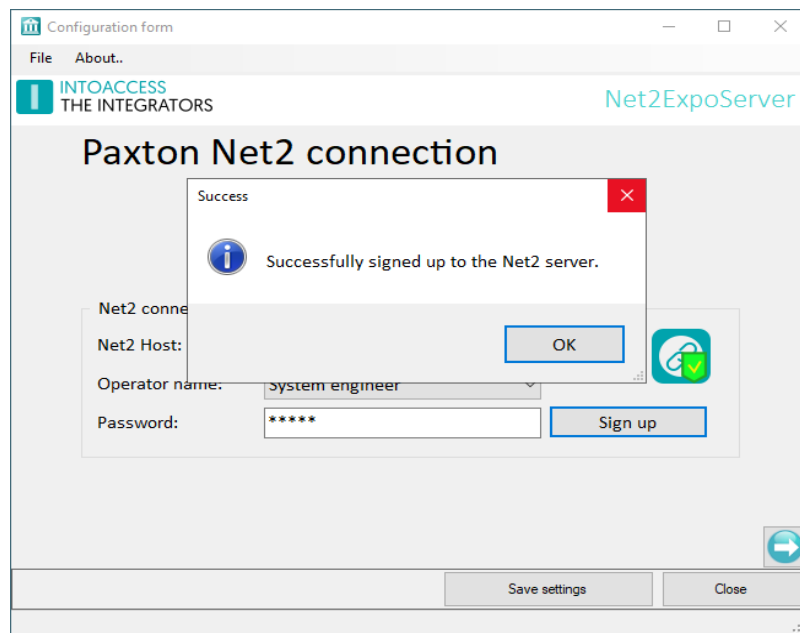 Configuration form
File About..
INTOACCESS
THE INTEGRATORS
Net2ExpoServer
Paxton Net2 connection
Success
Successfully signed up to the Net2 server.
OK
Net2 conne
Net2 Host:
Operator name:
System engineer
Password:
*****
Sign up
Save settings
Close